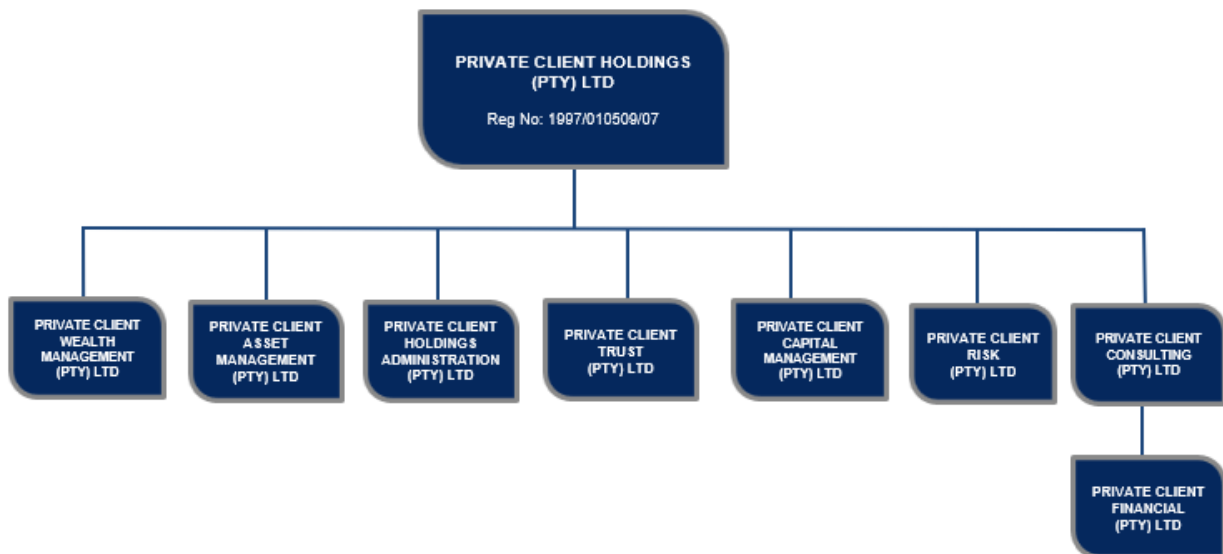 PRIVATE CLIENT HOLDINGS
(PTY) LTD
Reg No: 1997/010509/07
PRIVATE CLIENT
WEALTH
MANAGEMENT
(PTY) LTD
PRIVATE CLIENT
ASSET
MANAGEMENT
(PTY) LTD
PRIVATE CLIENT
HOLDINGS
ADMINISTRATION
(PTY) LTD
PRIVATE CLIENT
TRUST
(PTY) LTD
PRIVATE CLIENT
CAPITAL
MANAGEMENT
(PTY) LTD
PRIVATE CLIENT
RISK
(PTY) LTD
PRIVATE CLIENT
CONSULTING
(PTY) LTD
PRIVATE CLIENT
FINANCIAL
(PTY) LTD